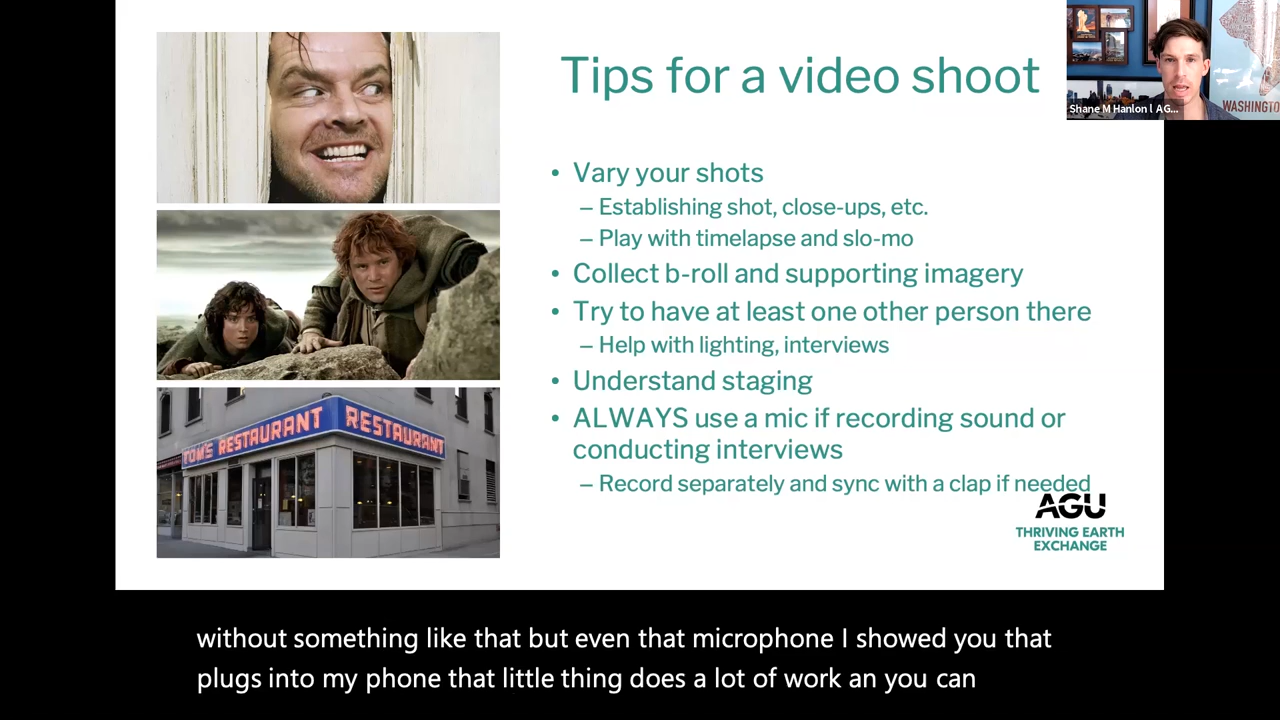 Tips for a video shoot
Shane M Hanlon l AG...
WASHINGTO
• Vary your shots
– Establishing shot, close-ups, etc.
– Play with timelapse and slo-mo
• Collect b-roll and supporting imagery
• Try to have at least one other person there
– Help with lighting, interviews
• Understand staging
• ALWAYS use a mic if recording sound or
conducting interviews
– Record separately and sync with a clap if needed
TOM'S RESTAURANT RESTAURANT
AGU
THRIVING EARTH
EXCHANGE
without something like that but even that microphone I showed you that
plugs into my phone that little thing does a lot of work an you can